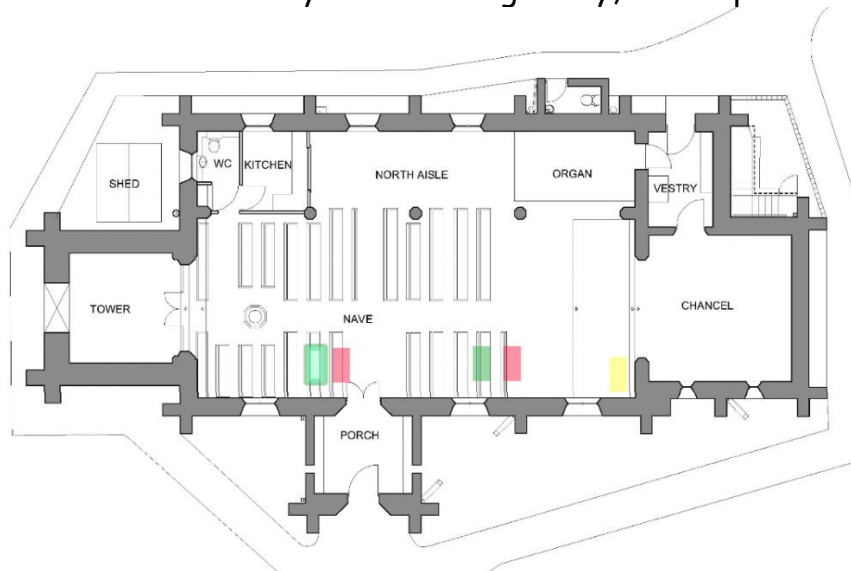 WC
KITCHEN
NORTH AISLE
ORGAN
VESTRY
SHED
TOWER
NAVE
CHANCEL
PORCH